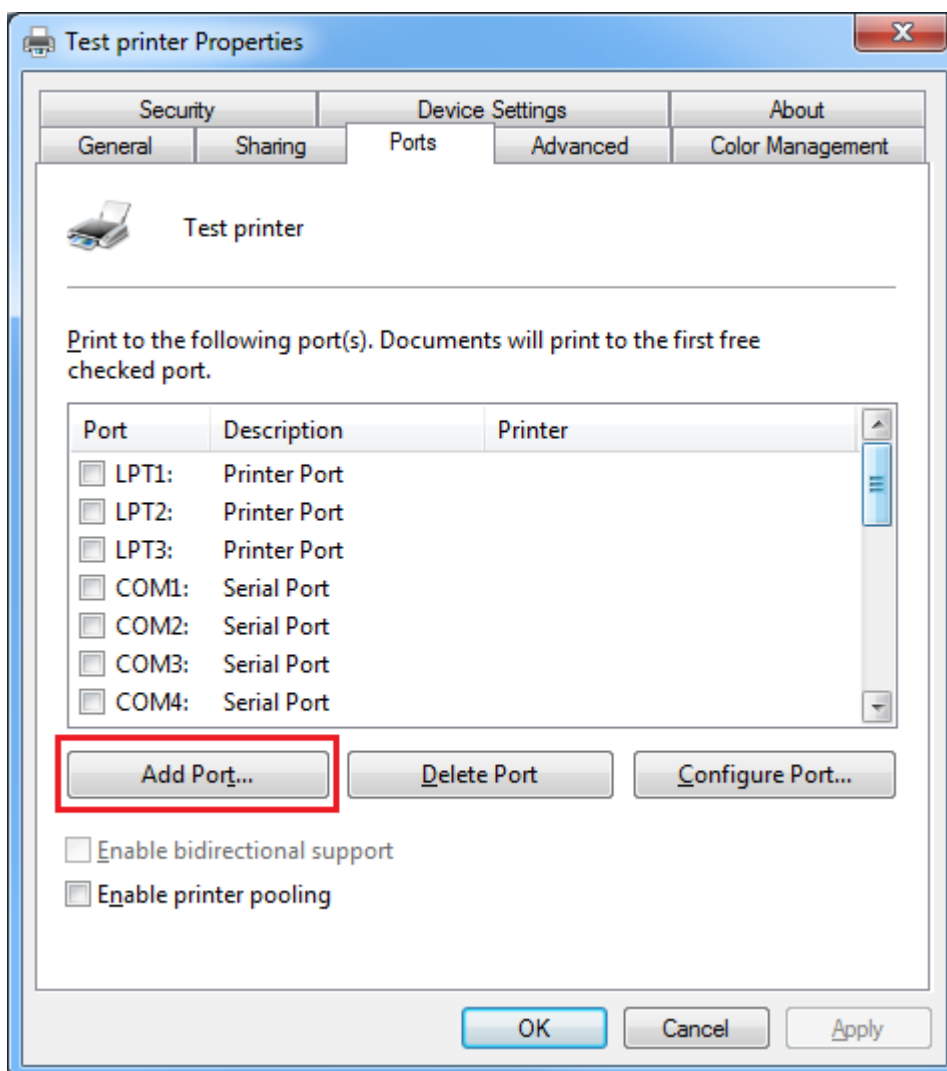 Test printer Properties
Security Device Settings About
General Sharing Ports Advanced Color Management
Test printer
Print to the following port(s). Documents will print to the first free
checked port.
Port Description Printer
LPT1: Printer Port
LPT2: Printer Port
LPT3: Printer Port
COM1: Serial Port
COM2: Serial Port
COM3: Serial Port
COM4: Serial Port
Add Port... Delete Port Configure Port...
Enable bidirectional support
Enable printer pooling
OK Cancel Apply